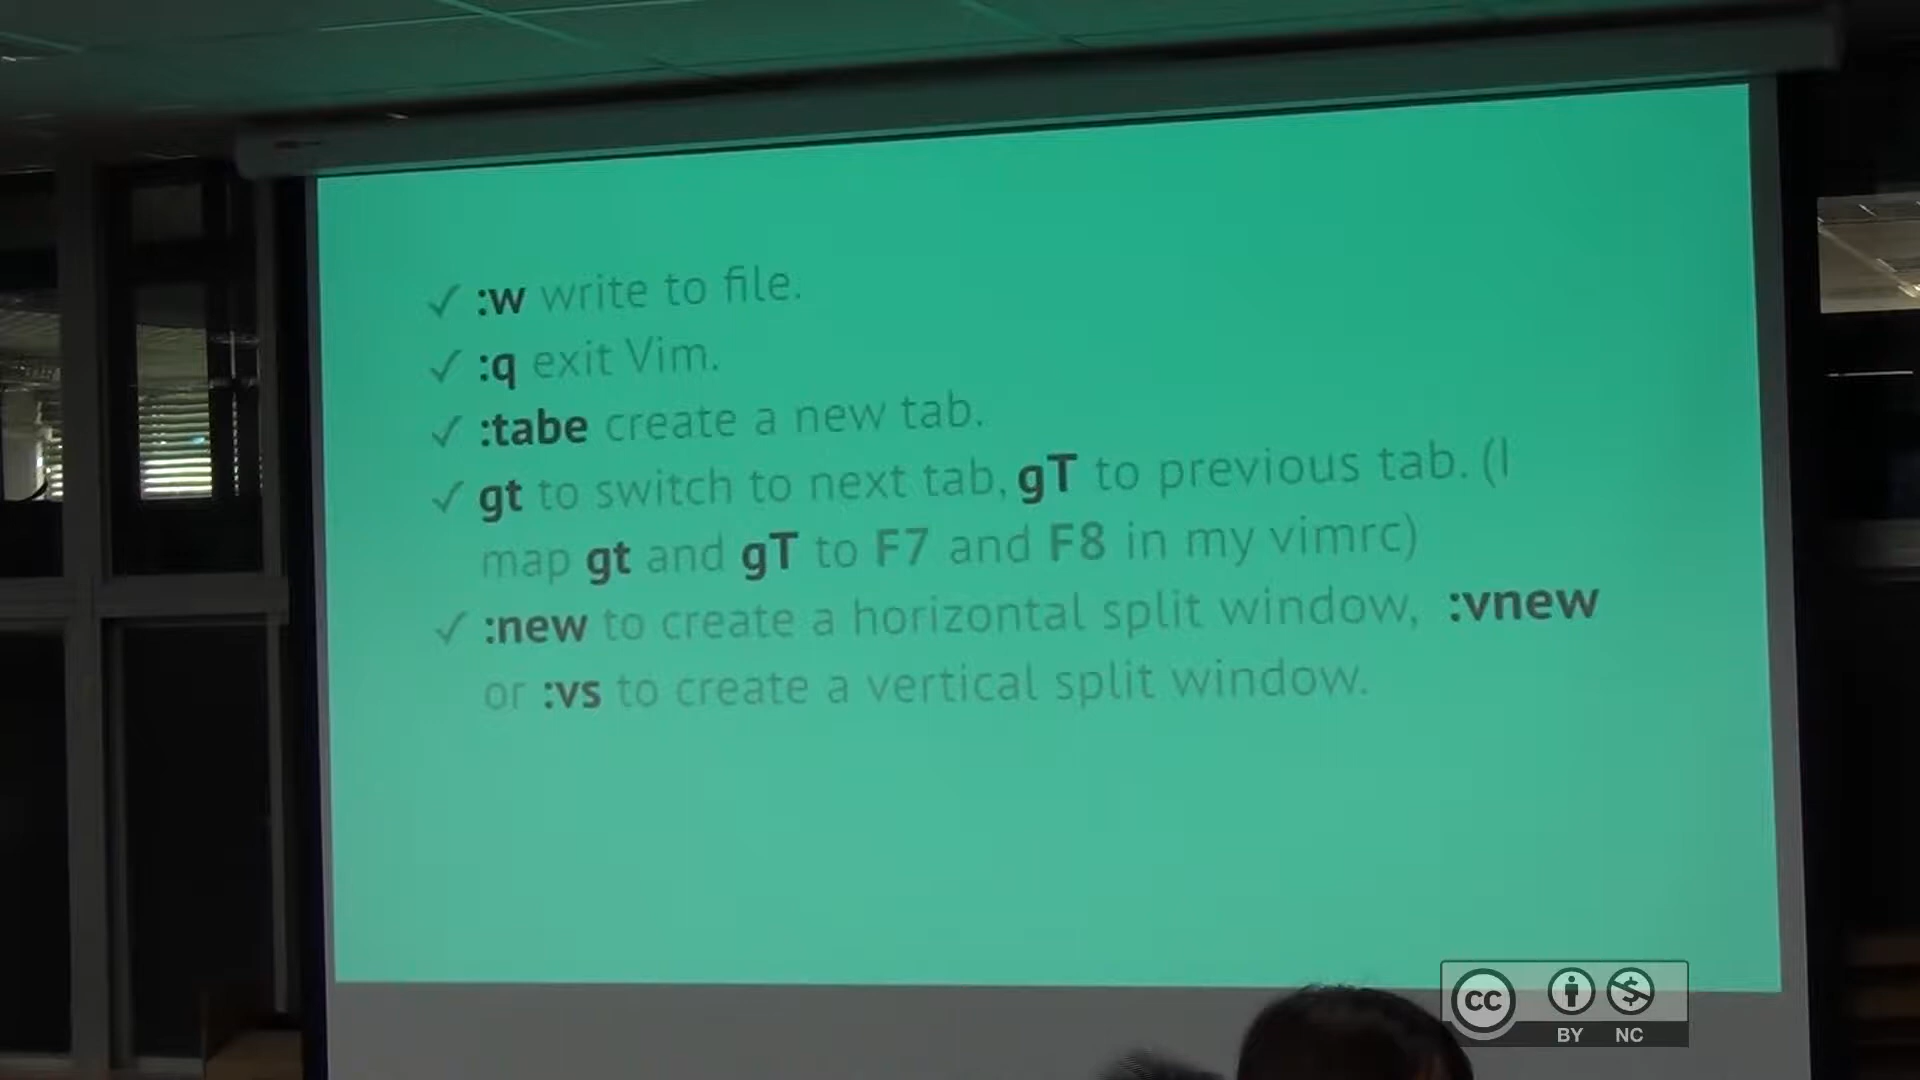 ✓ :w write to file.
✓ :q exit Vim.
✓ :tabe create a new tab.
✓ gt to switch to next tab, gT to previous tab. (I
map gt and gT to F7 and F8 in my vimrc)
✓ :new to create a horizontal split window, :vnew
or :vs to create a vertical split window.
CC
BY NC